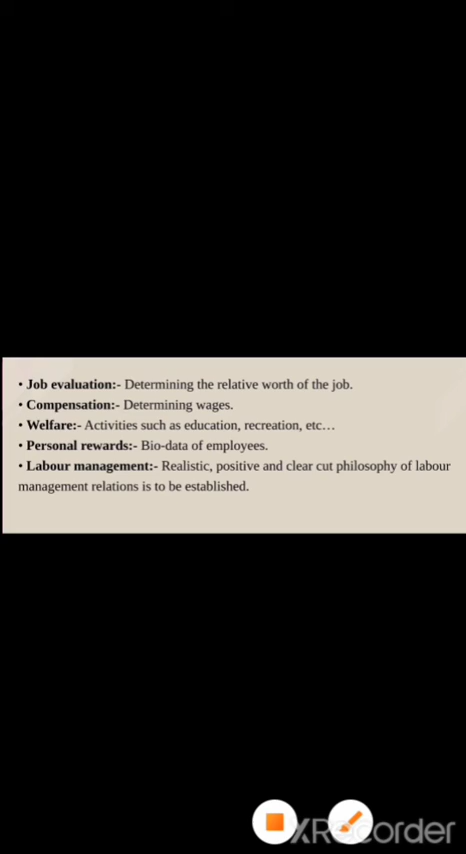 • Job evaluation:- Determining the relative worth of the job.
• Compensation:- Determining wages.
• Welfare:- Activities such as education, recreation, etc…
• Personal rewards:- Bio-data of employees.
• Labour management:- Realistic, positive and clear cut philosophy of labour
management relations is to be established.
XRecorder